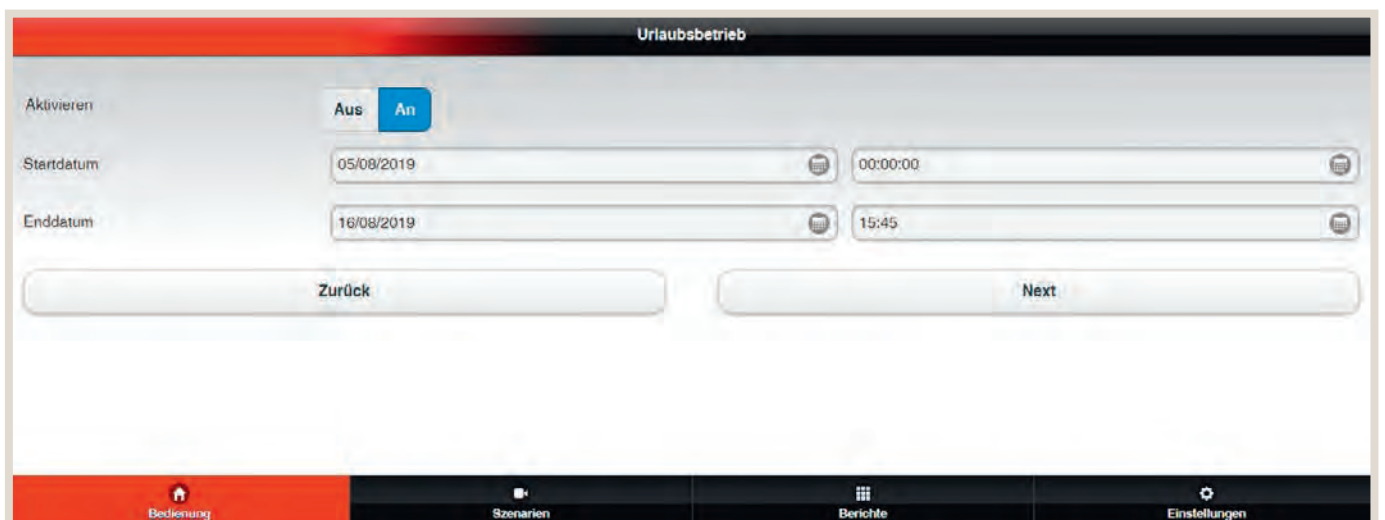 Urlaubsbetrieb
Aktivieren Aus An
Startdatum 05/08/2019 00:00:00
Enddatum 16/08/2019 15:45
Zurück Next
Bedienung Szenarien Berichte Einstellungen